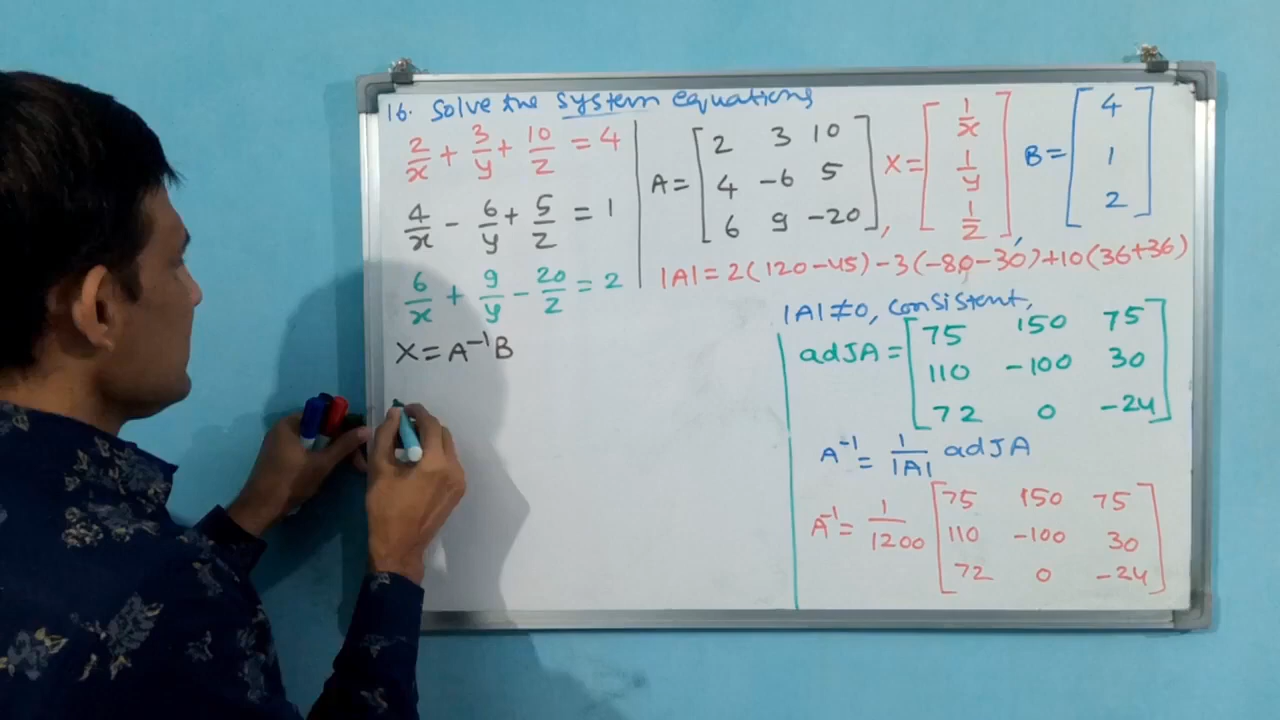 16. Solve the system equations
2/x + 3/y + 10/z = 4
4/x - 6/y + 5/z = 1
6/x + 9/y - 20/z = 2
X = A⁻¹B
A = [2 3 10
4 -6 5
6 9 -20],
X = [1/x
1/y
1/z],
B = [4
1
2]
|A| = 2(120-45) - 3(-80-30) + 10(36+36)
|A| ≠ 0, consistent,
adJA = [75 150 75
110 -100 30
72 0 -24]
A⁻¹ = 1/|A| adJA
A⁻¹ = 1/1200 [75 150 75
110 -100 30
72 0 -24]